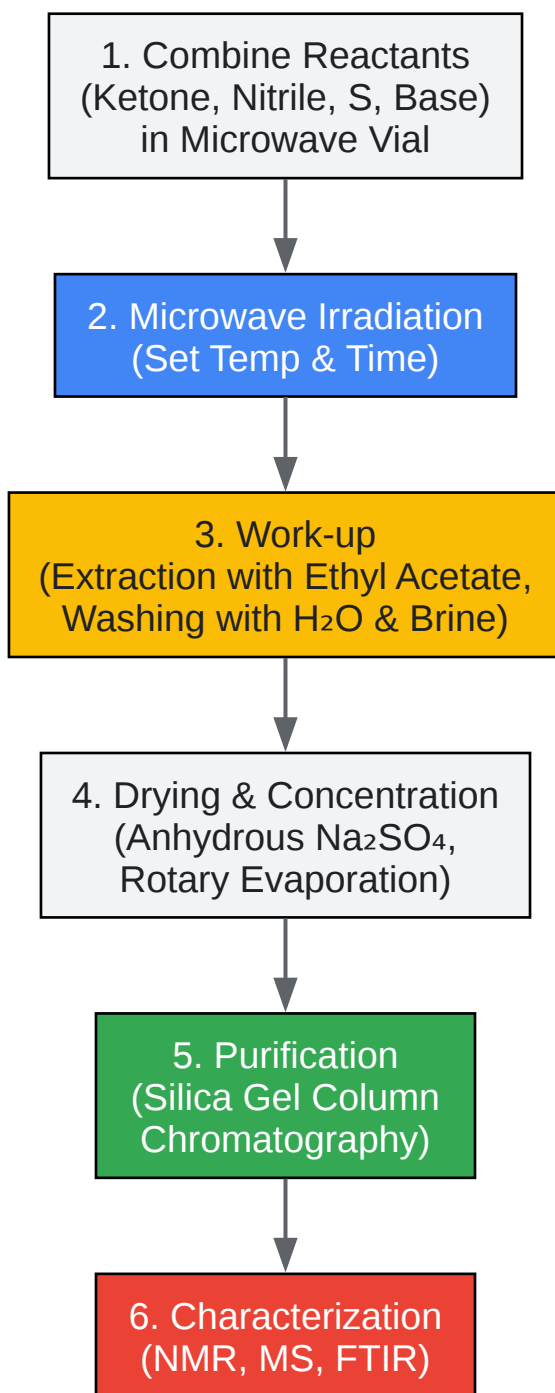 1. Combine Reactants
(Ketone, Nitrile, S, Base)
in Microwave Vial
2. Microwave Irradiation
(Set Temp & Time)
3. Work-up
(Extraction with Ethyl Acetate,
Washing with H₂O & Brine)
4. Drying & Concentration
(Anhydrous Na₂SO₄,
Rotary Evaporation)
5. Purification
(Silica Gel Column
Chromatography)
6. Characterization
(NMR, MS, FTIR)